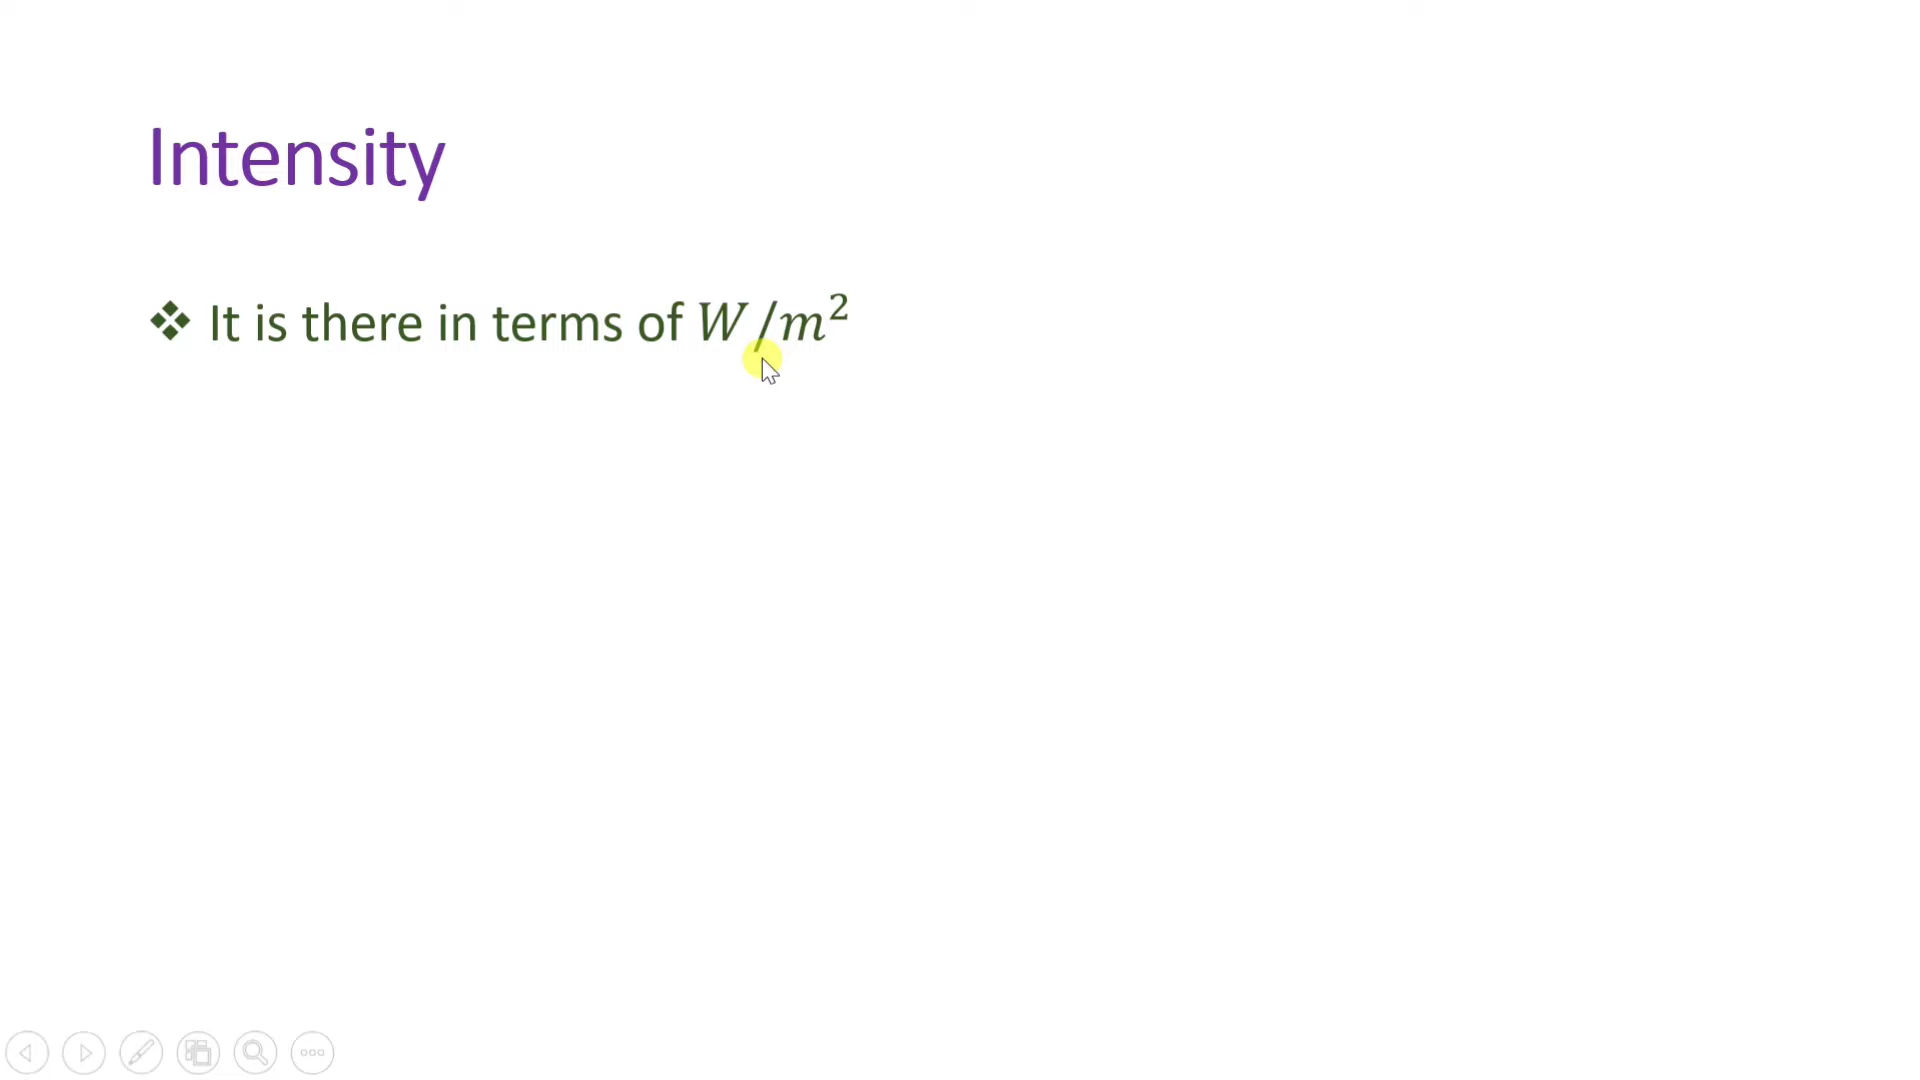 Intensity
❖ It is there in terms of W/m²